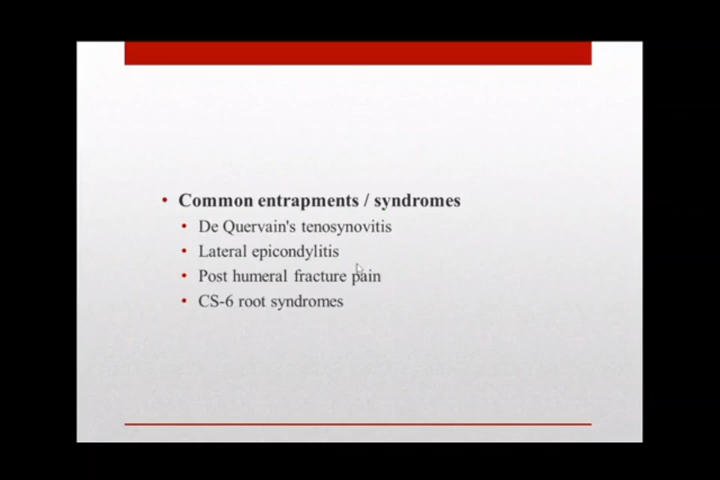 Common entrapments / syndromes
De Quervain's tenosynovitis
Lateral epicondylitis
Post humeral fracture pain
CS-6 root syndromes